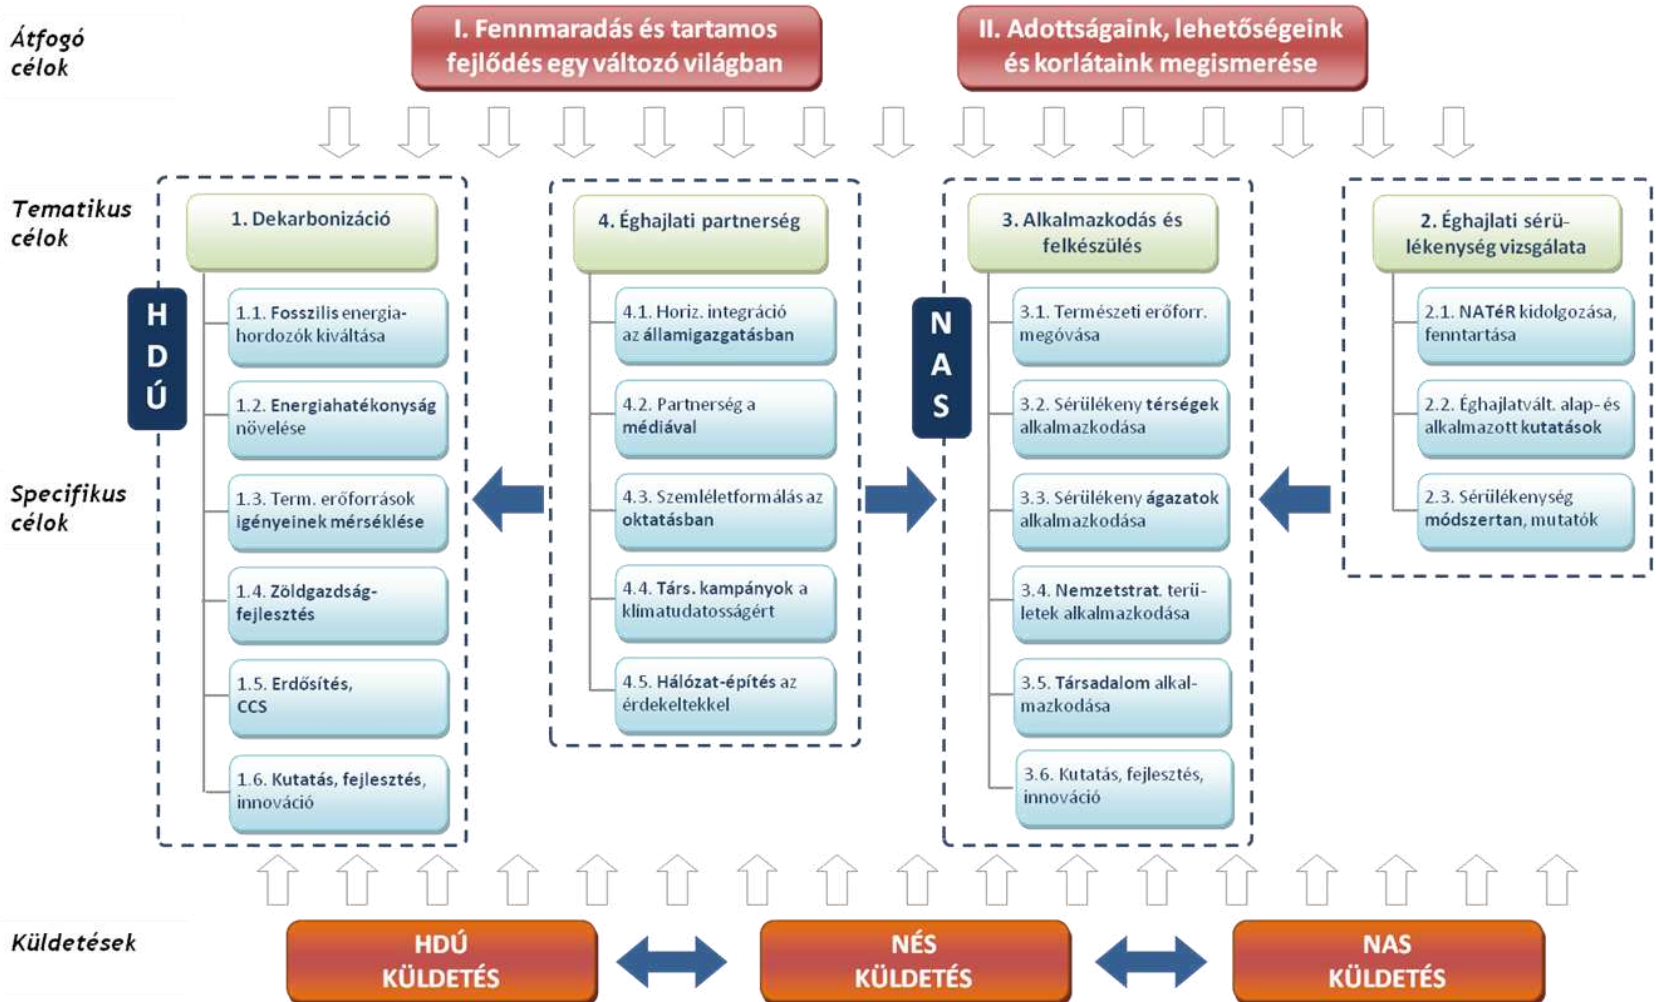 Átfogó
célok
I. Fennmaradás és tartamos
fejlődés egy változó világban
II. Adottságaink, lehetőségeink
és korlátaink megismerése
Tematikus
célok
1. Dekarbonizáció
4. Éghajlati partnerség
3. Alkalmazkodás és
felkészülés
2. Éghajlati sérü-
lékenység vizsgálata
Specifikus
célok
H
D
Ú
1.1. Fosszilis energia-
hordozók kiváltása
1.2. Energiahatékonyság
növelése
1.3. Term. erőforrások
igényeinek mérséklése
1.4. Zöldgazdság-
fejlesztés
1.5. Erdősítés,
CCS
1.6. Kutatás, fejlesztés,
innováció
4.1. Horiz. integráció
az államigazgatásban
4.2. Partnerség a
médiával
4.3. Szemléletformálás az
oktatásban
4.4. Társ. kampányok a
klímatudatosságért
4.5. Hálózat-építés az
érdekeltekkel
N
A
S
3.1. Természeti erőforr.
megóvása
3.2. Sérülékeny térségek
alkalmazkodása
3.3. Sérülékeny ágazatok
alkalmazkodása
3.4. Nemzetstrat. terü-
letek alkalmazkodása
3.5. Társadalom alkal-
mazkodása
3.6. Kutatás, fejlesztés,
innováció
2.1. NATéR kidolgozása,
fenntartása
2.2. Éghajlatvált. alap- és
alkalmazott kutatások
2.3. Sérülékenység
módszertan, mutatók
Küldetések
HDÚ
KÜLDETÉS
NÉS
KÜLDETÉS
NAS
KÜLDETÉS